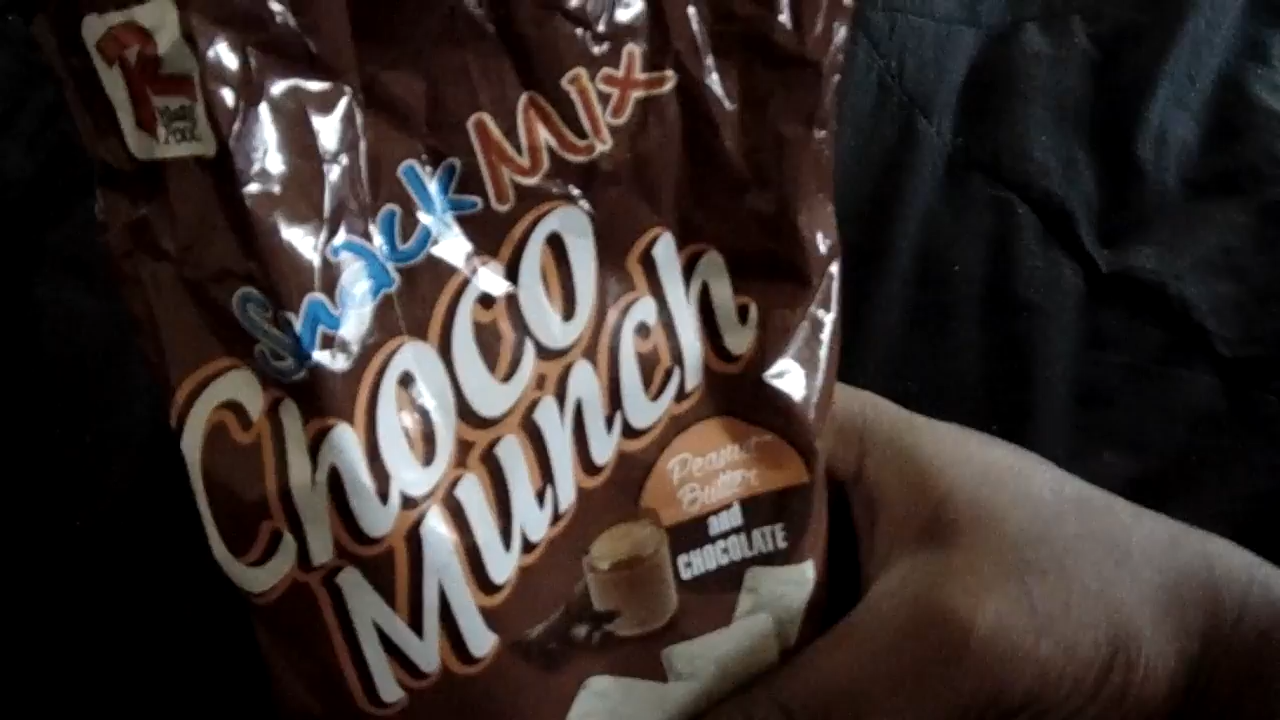 Snack MIX
Choco
Munch
Peanut
Butter
and
CHOCOLATE